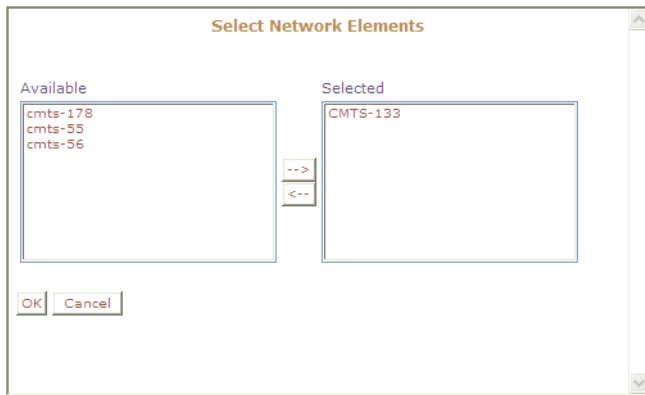 Select Network Elements
Available
Selected
cmts-178
cmts-55
cmts-56
CMTS-133
-->
<--
OK
Cancel